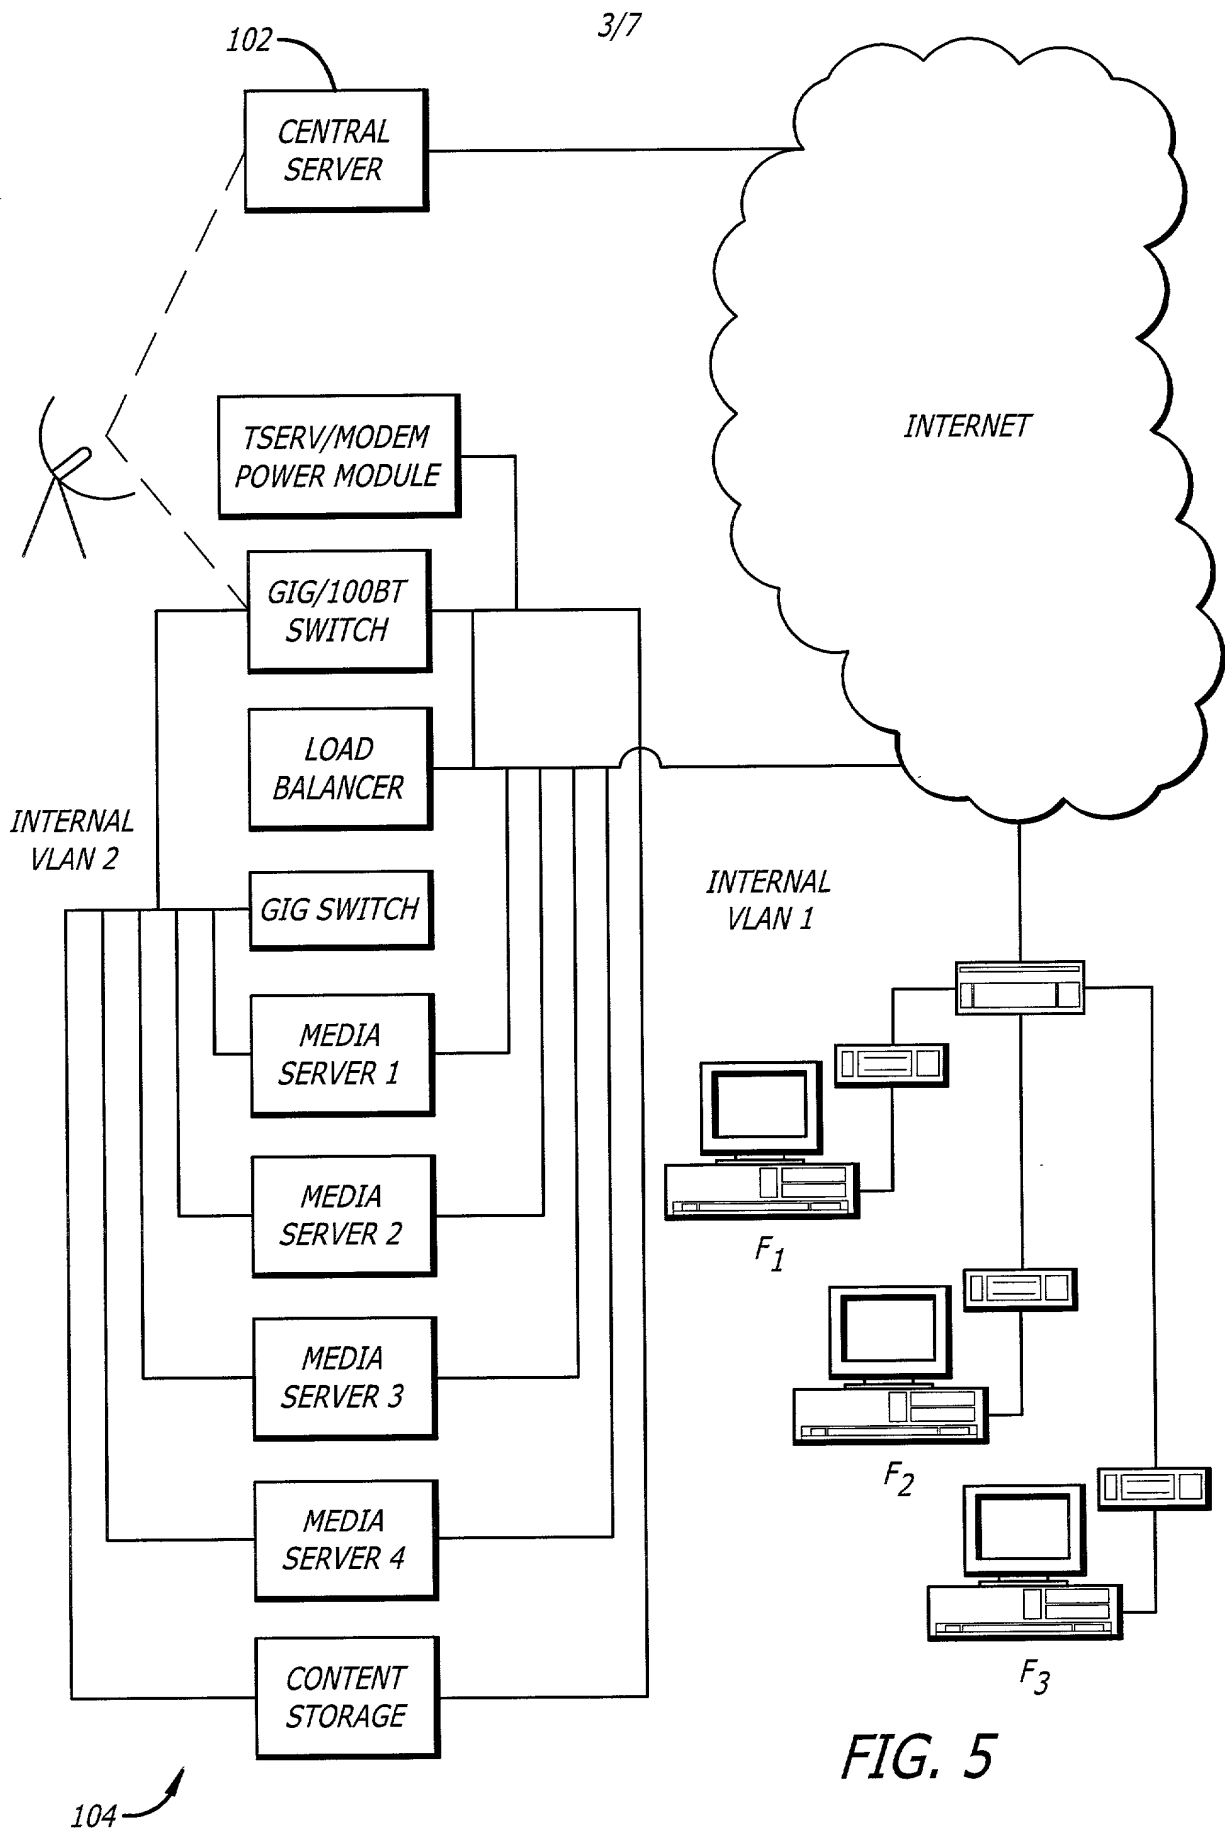 3/7
102
CENTRAL
SERVER
INTERNET
TSERV/MODEM
POWER MODULE
GIG/100BT
SWITCH
LOAD
BALANCER
INTERNAL
VLAN 2
INTERNAL
VLAN 1
GIG SWITCH
MEDIA
SERVER 1
MEDIA
SERVER 2
F1
MEDIA
SERVER 3
F2
MEDIA
SERVER 4
CONTENT
STORAGE
F3
FIG. 5
104